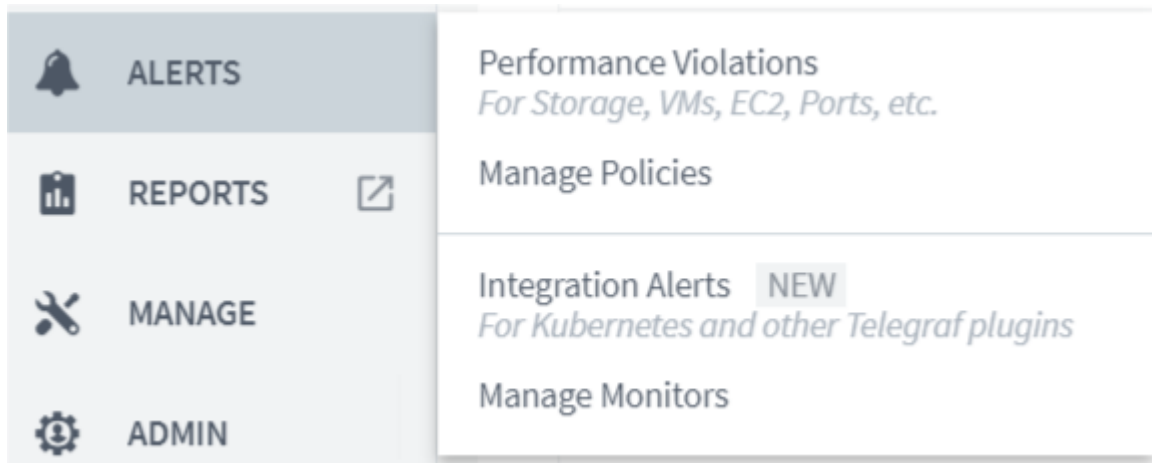 ALERTS
REPORTS
MANAGE
ADMIN
Performance Violations
For Storage, VMs, EC2, Ports, etc.
Manage Policies
Integration Alerts NEW
For Kubernetes and other Telegraf plugins
Manage Monitors